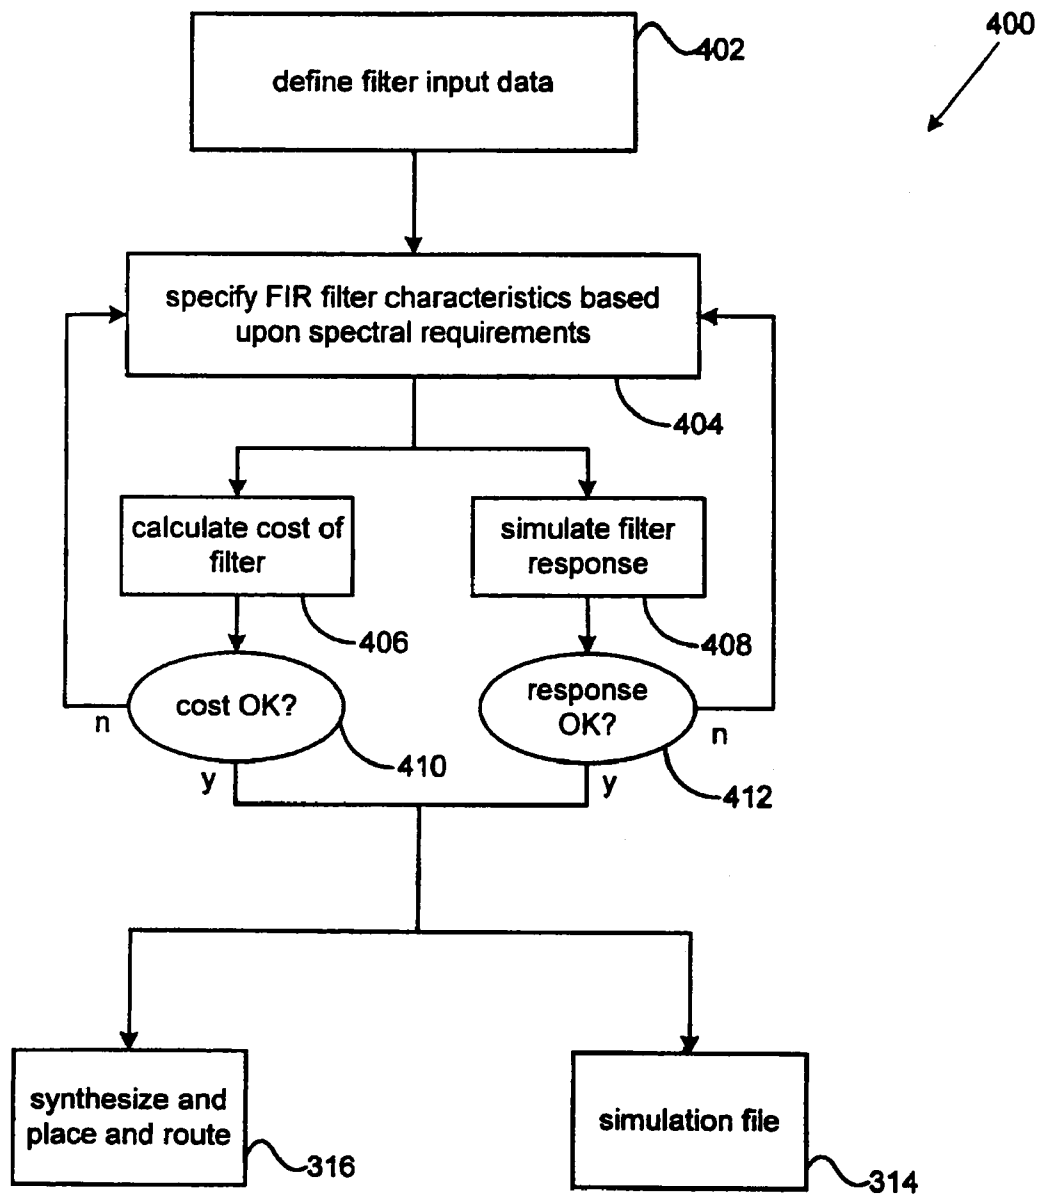 400
402
define filter input data
specify FIR filter characteristics based
upon spectral requirements
404
calculate cost of
filter
406
simulate filter
response
408
cost OK?
n
y
410
response
OK?
n
y
412
synthesize and
place and route
316
simulation file
314